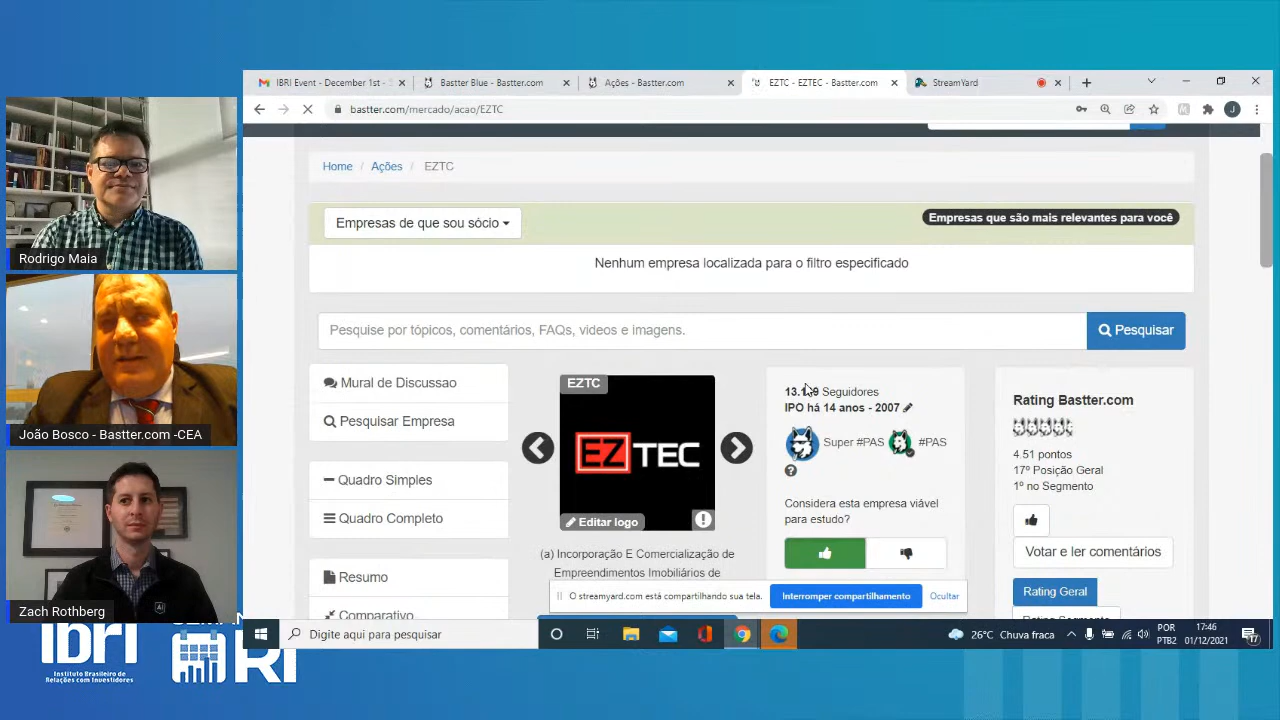 IBRI Event - December 1st -
Bastter Blue - Bastter.com
Ações - Bastter.com
EZTC - EZTEC - Bastter.com
StreamYard
bastter.com/mercado/acao/EZTC
J
Home / Ações / EZTC
Empresas de que sou sócio
Empresas que são mais relevantes para você
Nenhum empresa localizada para o filtro especificado
Pesquise por tópicos, comentários, FAQs, videos e imagens.
Pesquisar
Mural de Discussao
Pesquisar Empresa
Quadro Simples
Quadro Completo
Resumo
Comparativo
EZTC
EZTEC
Editar logo
(a) Incorporação E Comercialização de
Empreendimentos Imobiliários de
Seguidores
IPO há 14 anos - 2007
Super #PAS
#PAS
Considera esta empresa viável
para estudo?
Rating Bastter.com
4.51 pontos
17º Posição Geral
1º no Segmento
Votar e ler comentários
Rating Geral
Rating Segmento
O streamyard.com está compartilhando sua tela.
Interromper compartilhamento
Ocultar
Digite aqui para pesquisar
26°C Chuva fraca
POR
PTB2
17:46
01/12/2021
17
Rodrigo Maia
João Bosco - Bastter.com -CEA
Zach Rothberg
ibri
Instituto Brasileiro de
Relações com Investidores
RI